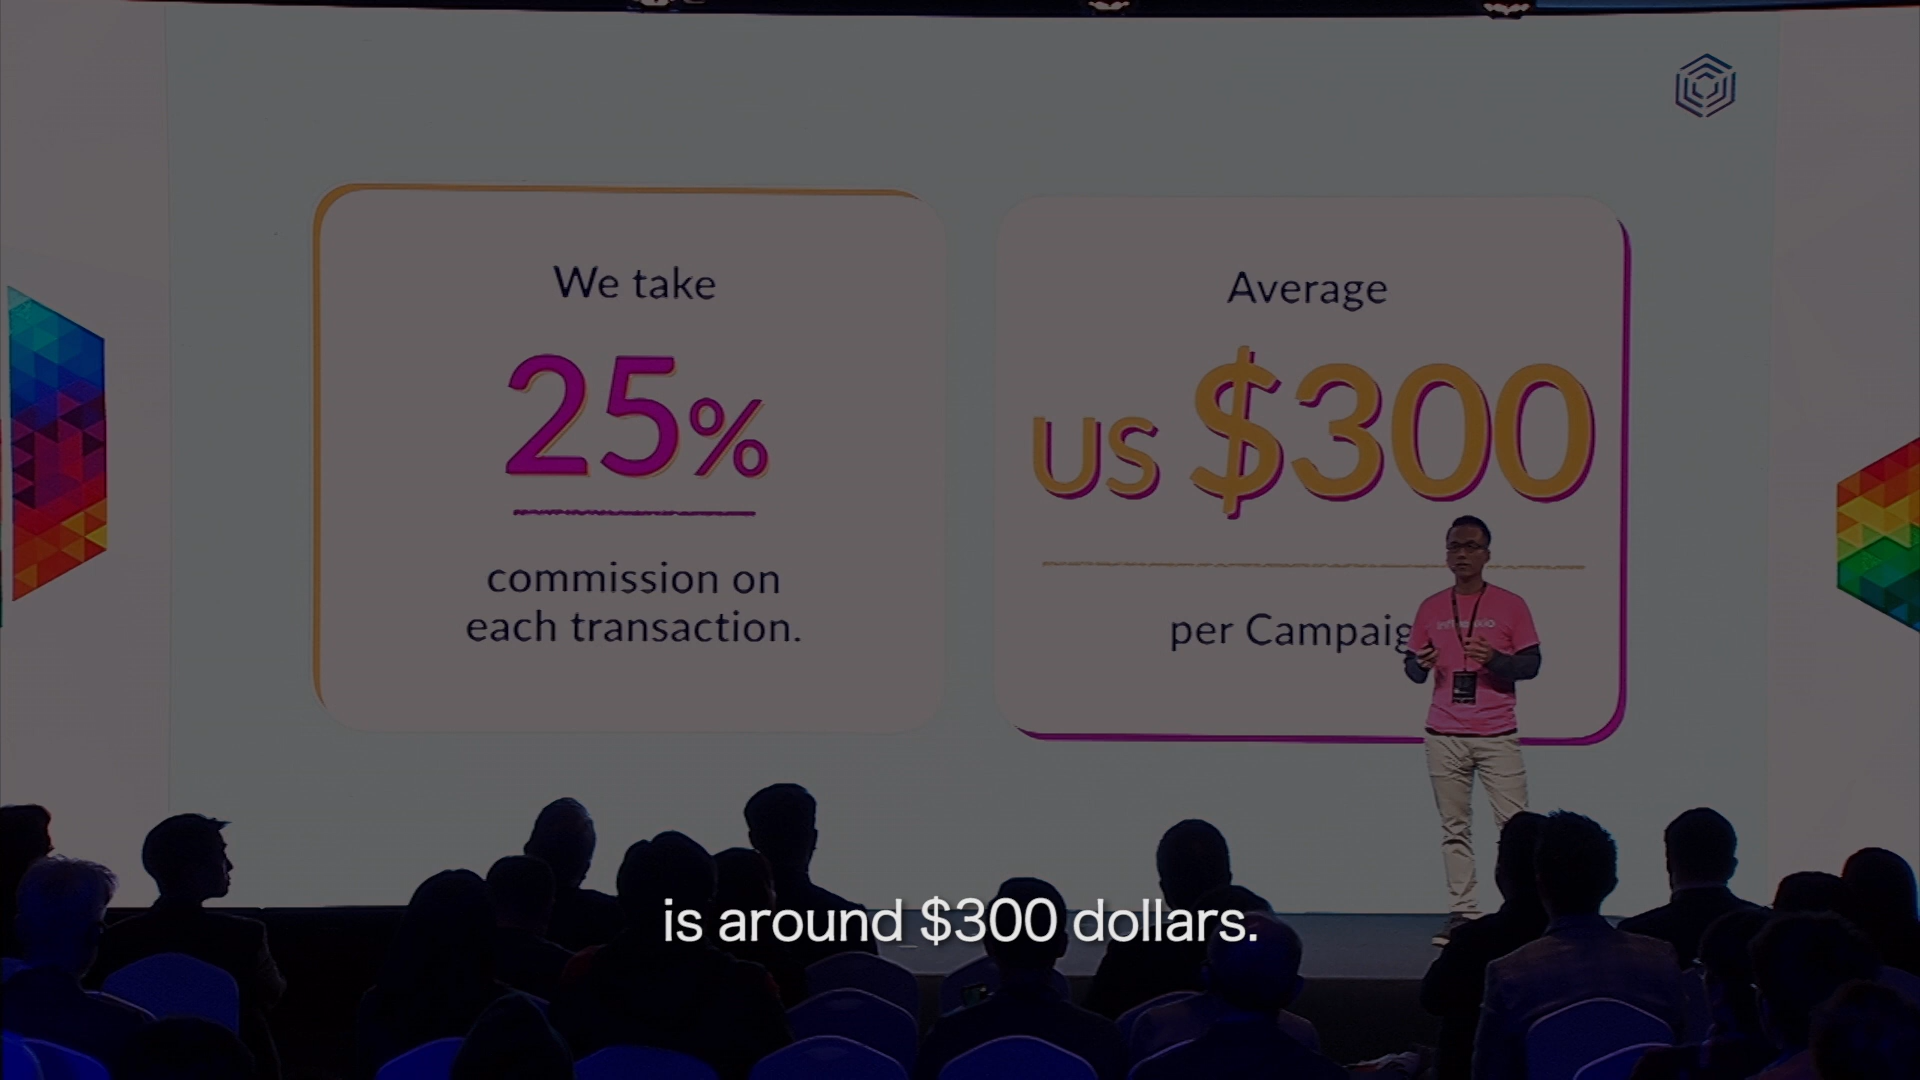 We take
25%
commission on
each transaction.
Average
US $300
per Campaig
is around $300 dollars.